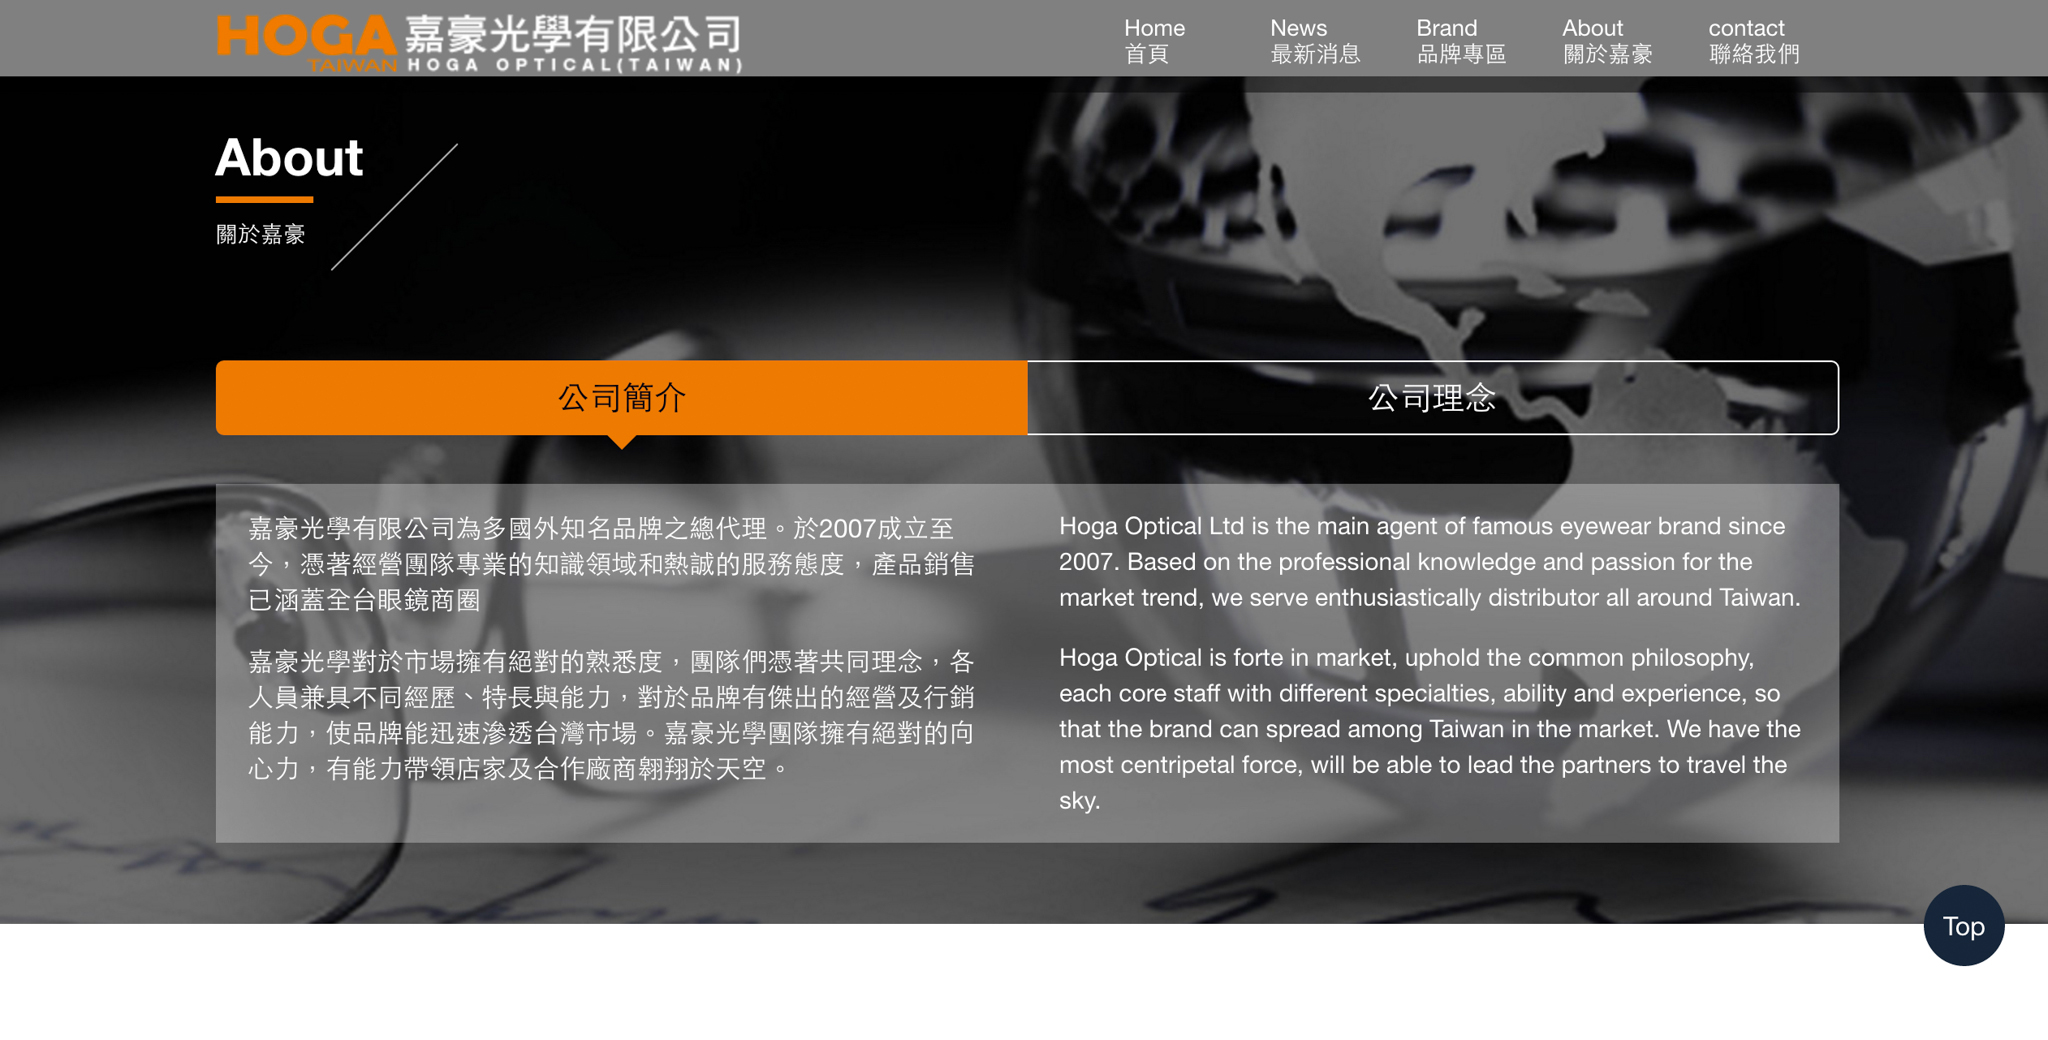 HOGA
TAIWAN
嘉豪光學有限公司
HOGA OPTICAL(TAIWAN)
Home
首頁
News
最新消息
Brand
品牌專區
About
關於嘉豪
contact
聯絡我們
About
關於嘉豪
公司簡介
公司理念
嘉豪光學有限公司為多國外知名品牌之總代理。於2007成立至
今，憑著經營團隊專業的知識領域和熱誠的服務態度，產品銷售
已涵蓋全台眼鏡商圈
嘉豪光學對於市場擁有絕對的熟悉度，團隊們憑著共同理念，各
人員兼具不同經歷、特長與能力，對於品牌有傑出的經營及行銷
能力，使品牌能迅速滲透台灣市場。嘉豪光學團隊擁有絕對的向
心力，有能力帶領店家及合作廠商翱翔於天空。
Hoga Optical Ltd is the main agent of famous eyewear brand since
2007. Based on the professional knowledge and passion for the
market trend, we serve enthusiastically distributor all around Taiwan.
Hoga Optical is forte in market, uphold the common philosophy,
each core staff with different specialties, ability and experience, so
that the brand can spread among Taiwan in the market. We have the
most centripetal force, will be able to lead the partners to travel the
sky.
Top